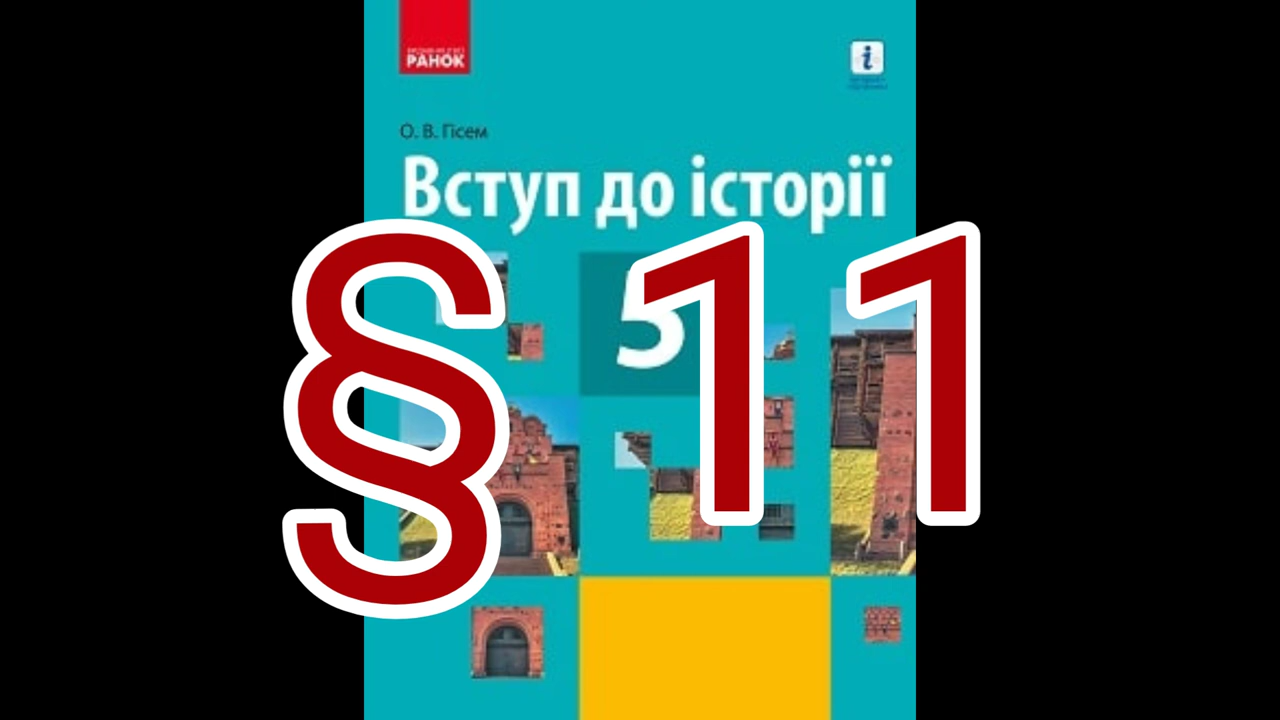 РАНОК
О. В. Гісем
Вступ до історії
5
§ 11